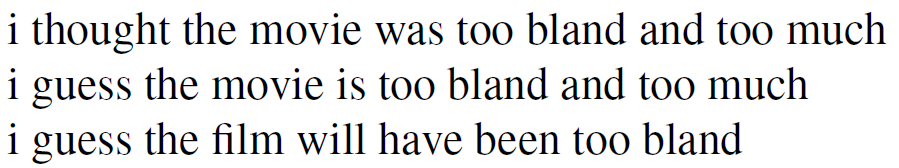 i thought the movie was too bland and too much
i guess the movie is too bland and too much
i guess the film will have been too bland